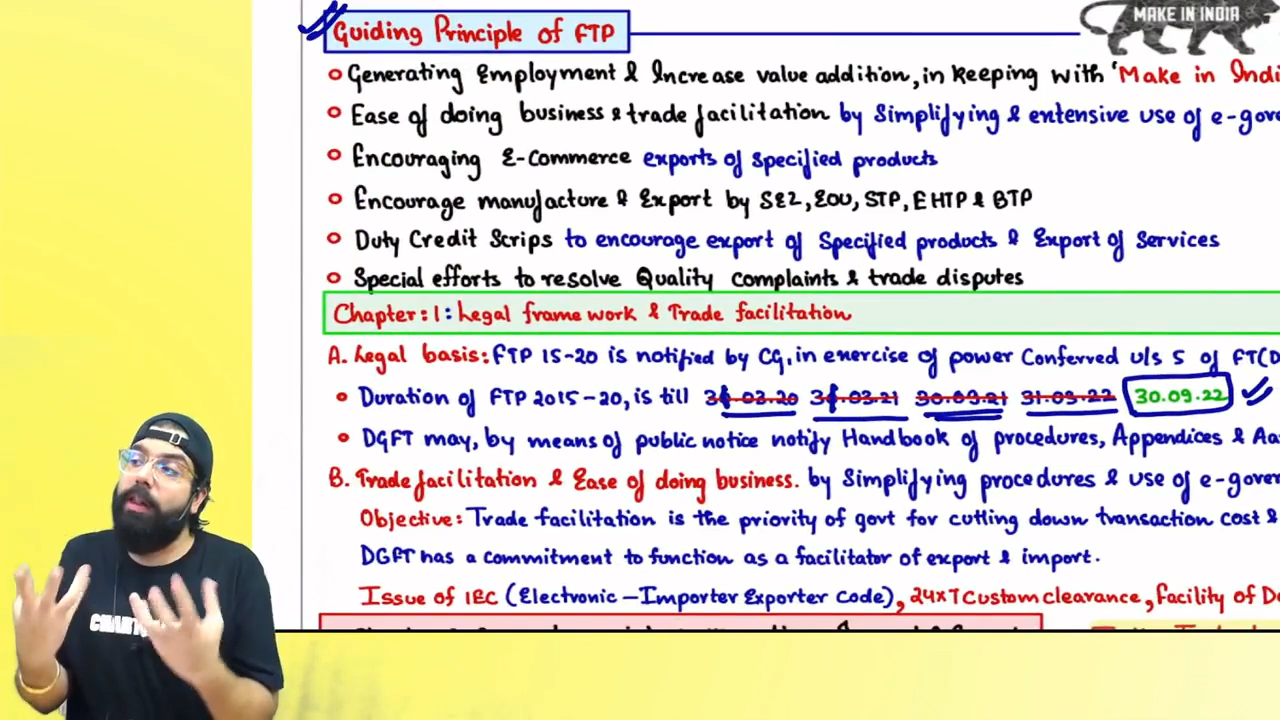 MAKE IN INDIA
Guiding Principle of FTP
Generating Employment & Increase value addition, in keeping with 'Make in Indi
Ease of doing business & trade facilitation by Simplifying & extensive use of e-gove
Encouraging E-Commerce exports of specified products
Encourage manufacture & Export by SEZ, EOU, STP, EHTP & BTP
Duty Credit Scrips to encourage export of Specified products & Export of Services
Special efforts to resolve Quality complaints & trade disputes
Chapter:1: Legal frame work & Trade facilitation
A. Legal basis: FTP 15-20 is notified by CG, in exercise of power Conferred u/s 5 of FT(D
Duration of FTP 2015-20, is till 31.03.20 31.03.21 30.09.21 31.03.22 30.09.22
DGFT may, by means of public notice notify Handbook of procedures, Appendices & Aa
B. Trade facilitation & Ease of doing business. by Simplifying procedures & use of e-gover
Objective: Trade facilitation is the priority of govt for cutting down transaction cost &
DGFT has a commitment to function as a facilitator of export & import.
Issue of IEC (Electronic-Importer Exporter Code), 24x7 Custom clearance, facility of De